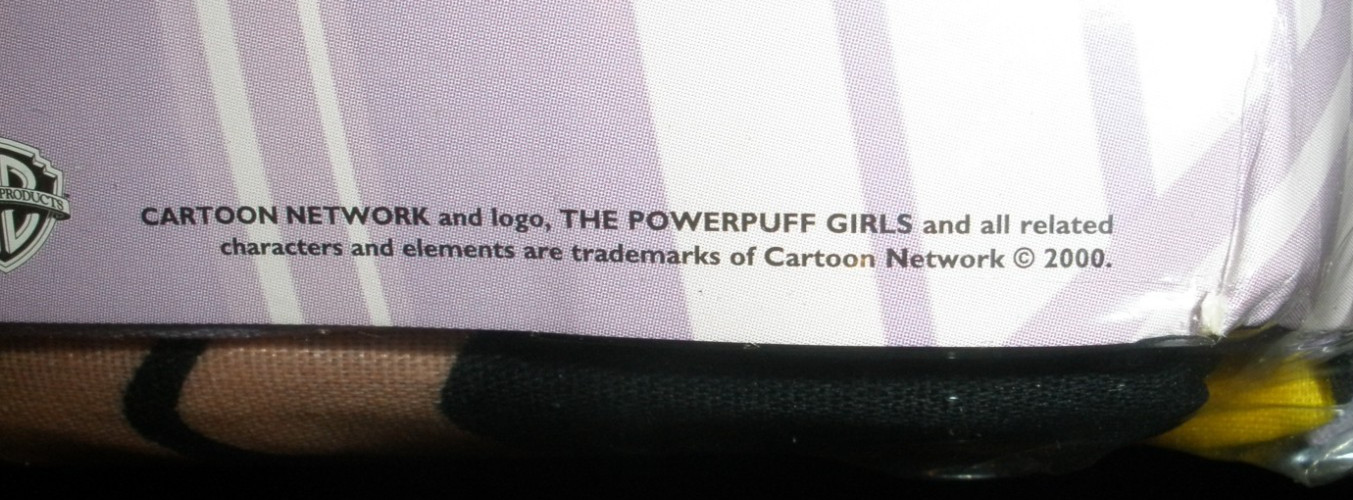 PRODUCTS
CARTOON NETWORK and logo, THE POWERPUFF GIRLS and all related
characters and elements are trademarks of Cartoon Network © 2000.